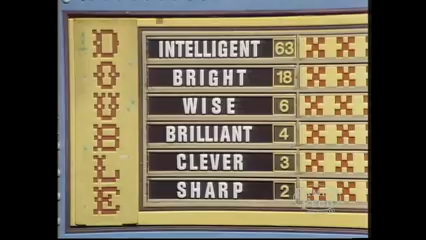 DOUBLE
INTELLIGENT 63
BRIGHT 18
WISE 6
BRILLIANT 4
CLEVER 3
SHARP 2